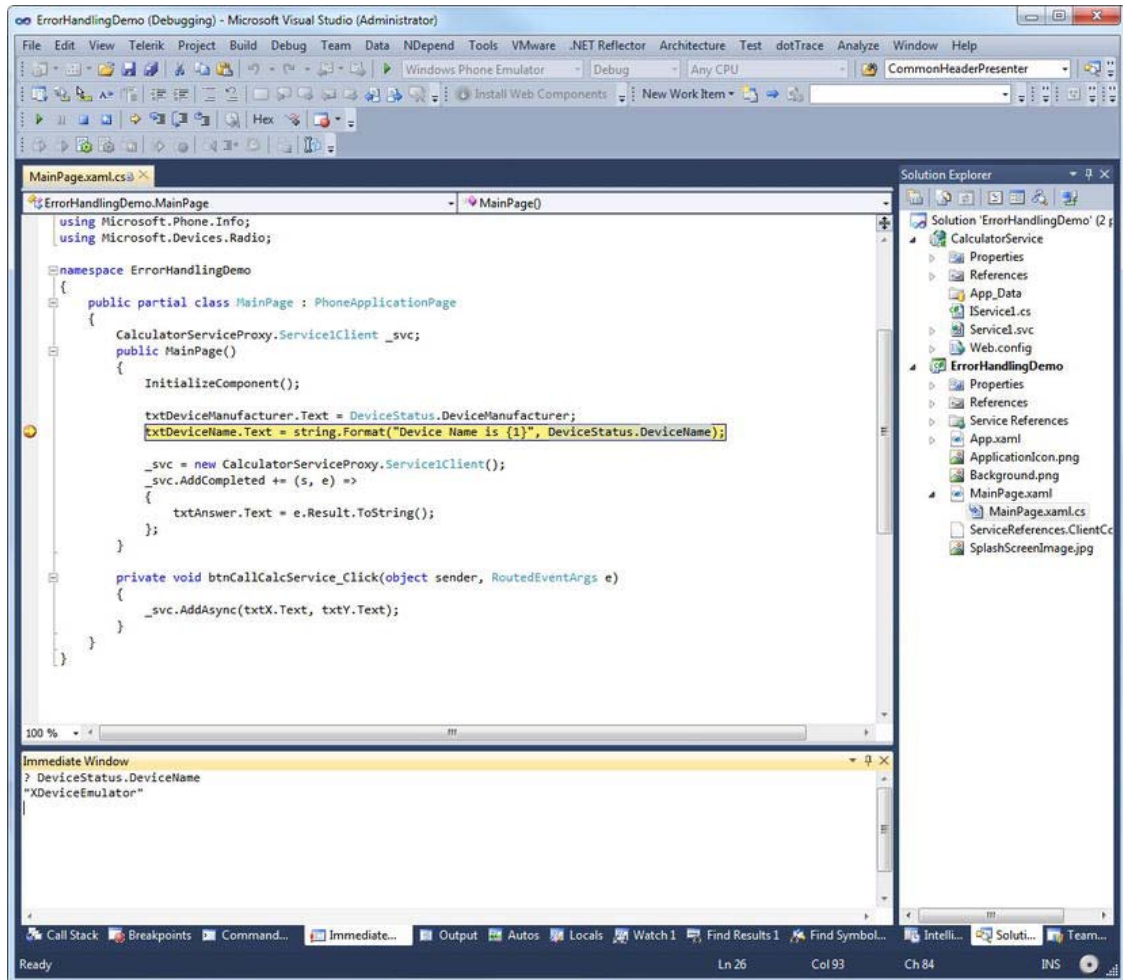 ErrorHandlingDemo (Debugging) - Microsoft Visual Studio (Administrator)
File Edit View Telerik Project Build Debug Team Data NDepend Tools VMware .NET Reflector Architecture Test dotTrace Analyze Window Help
Windows Phone Emulator Debug Any CPU CommonHeaderPresenter
Install Web Components New Work Item
Hex
MainPage.xaml.cs
ErrorHandlingDemo.MainPage MainPage()
using Microsoft.Phone.Info;
using Microsoft.Devices.Radio;
namespace ErrorHandlingDemo
{
public partial class MainPage : PhoneApplicationPage
{
CalculatorServiceProxy.Service1Client _svc;
public MainPage()
{
InitializeComponent();
txtDeviceManufacturer.Text = DeviceStatus.DeviceManufacturer;
txtDeviceName.Text = string.Format("Device Name is {1}", DeviceStatus.DeviceName);
_svc = new CalculatorServiceProxy.Service1Client();
_svc.AddCompleted += (s, e) =>
{
txtAnswer.Text = e.Result.ToString();
};
}
private void btnCallCalcService_Click(object sender, RoutedEventArgs e)
{
_svc.AddAsync(txtX.Text, txtY.Text);
}
}
}
100 %
Immediate Window
? DeviceStatus.DeviceName
"XDeviceEmulator"
Call Stack Breakpoints Command... Immediate... Output Autos Locals Watch 1 Find Results 1 Find Symbol...
Solution Explorer
Solution 'ErrorHandlingDemo' (2 p
CalculatorService
Properties
References
App_Data
IService1.cs
Service1.svc
Web.config
ErrorHandlingDemo
Properties
References
Service References
App.xaml
ApplicationIcon.png
Background.png
MainPage.xaml
MainPage.xaml.cs
ServiceReferences.ClientCc
SplashScreenImage.jpg
Intelli... Soluti... Team...
Ready Ln 26 Col 93 Ch 84 INS